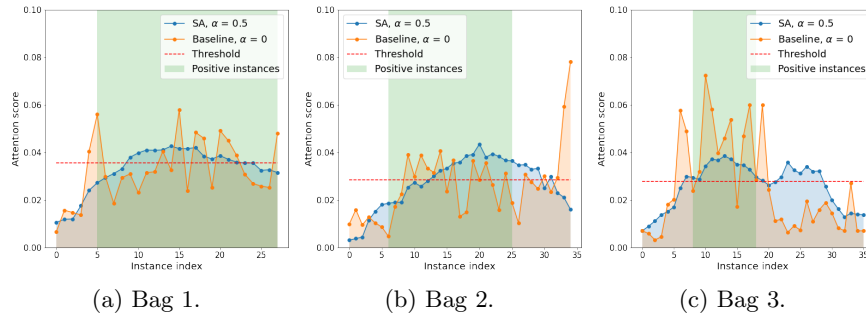 0.10
0.08
0.06
0.04
0.02
0.00
Attention score
SA, α = 0.5
Baseline, α = 0
Threshold
Positive instances
0 5 10 15 20 25
Instance index
(a) Bag 1.
0.10
0.08
0.06
0.04
0.02
0.00
Attention score
SA, α = 0.5
Baseline, α = 0
Threshold
Positive instances
0 5 10 15 20 25 30 35
Instance index
(b) Bag 2.
0.10
0.08
0.06
0.04
0.02
0.00
Attention score
SA, α = 0.5
Baseline, α = 0
Threshold
Positive instances
0 5 10 15 20 25 30 35
Instance index
(c) Bag 3.